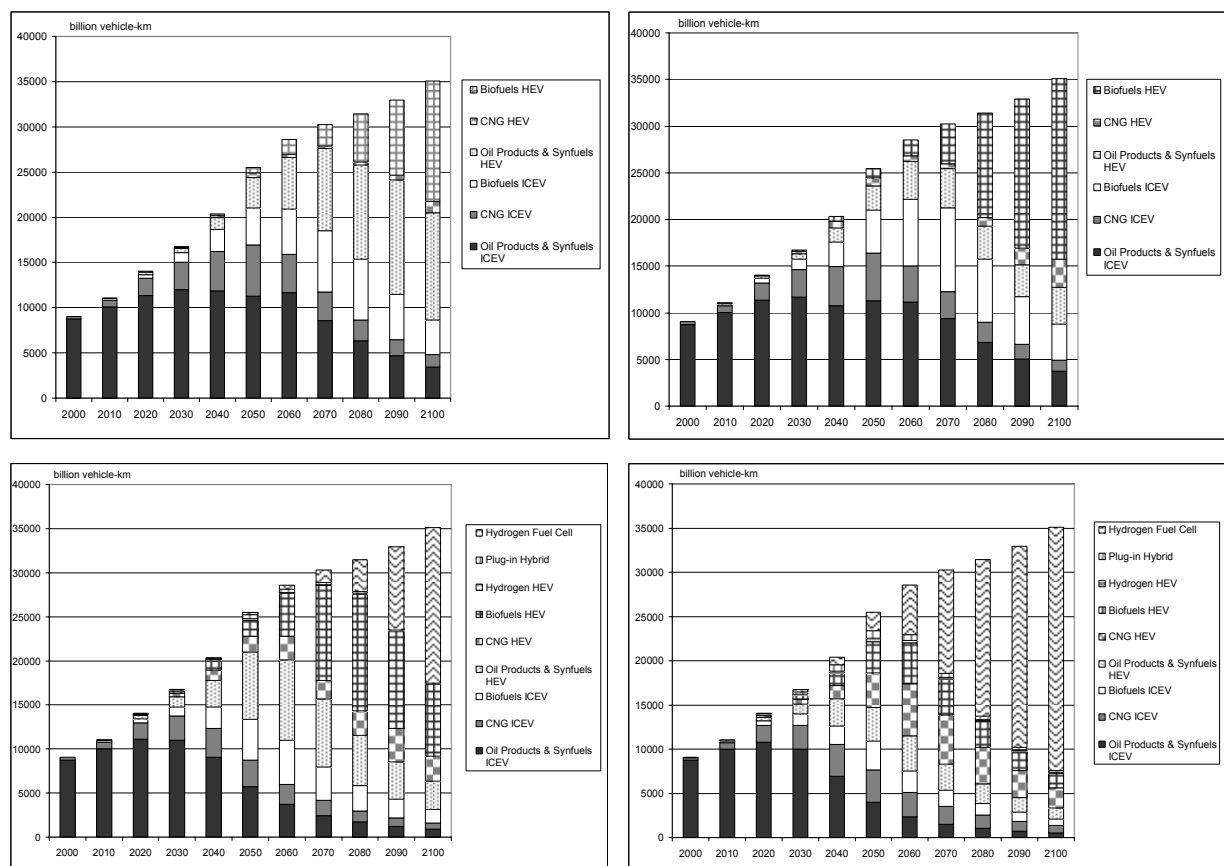 billion vehicle-km
40000
35000
30000
25000
20000
15000
10000
5000
0
2000 2010 2020 2030 2040 2050 2060 2070 2080 2090 2100
Biofuels HEV
CNG HEV
Oil Products & Synfuels
HEV
Biofuels ICEV
CNG ICEV
Oil Products & Synfuels
ICEV
billion vehicle-km
40000
35000
30000
25000
20000
15000
10000
5000
0
2000 2010 2020 2030 2040 2050 2060 2070 2080 2090 2100
Biofuels HEV
CNG HEV
Oil Products & Synfuels
HEV
Biofuels ICEV
CNG ICEV
Oil Products & Synfuels
ICEV
billion vehicle-km
40000
35000
30000
25000
20000
15000
10000
5000
0
2000 2010 2020 2030 2040 2050 2060 2070 2080 2090 2100
Hydrogen Fuel Cell
Plug-in Hybrid
Hydrogen HEV
Biofuels HEV
CNG HEV
Oil Products & Synfuels
HEV
Biofuels ICEV
CNG ICEV
Oil Products & Synfuels
ICEV
billion vehicle-km
40000
35000
30000
25000
20000
15000
10000
5000
0
2000 2010 2020 2030 2040 2050 2060 2070 2080 2090 2100
Hydrogen Fuel Cell
Plug-in Hybrid
Hydrogen HEV
Biofuels HEV
CNG HEV
Oil Products & Synfuels
HEV
Biofuels ICEV
CNG ICEV
Oil Products & Synfuels
ICEV